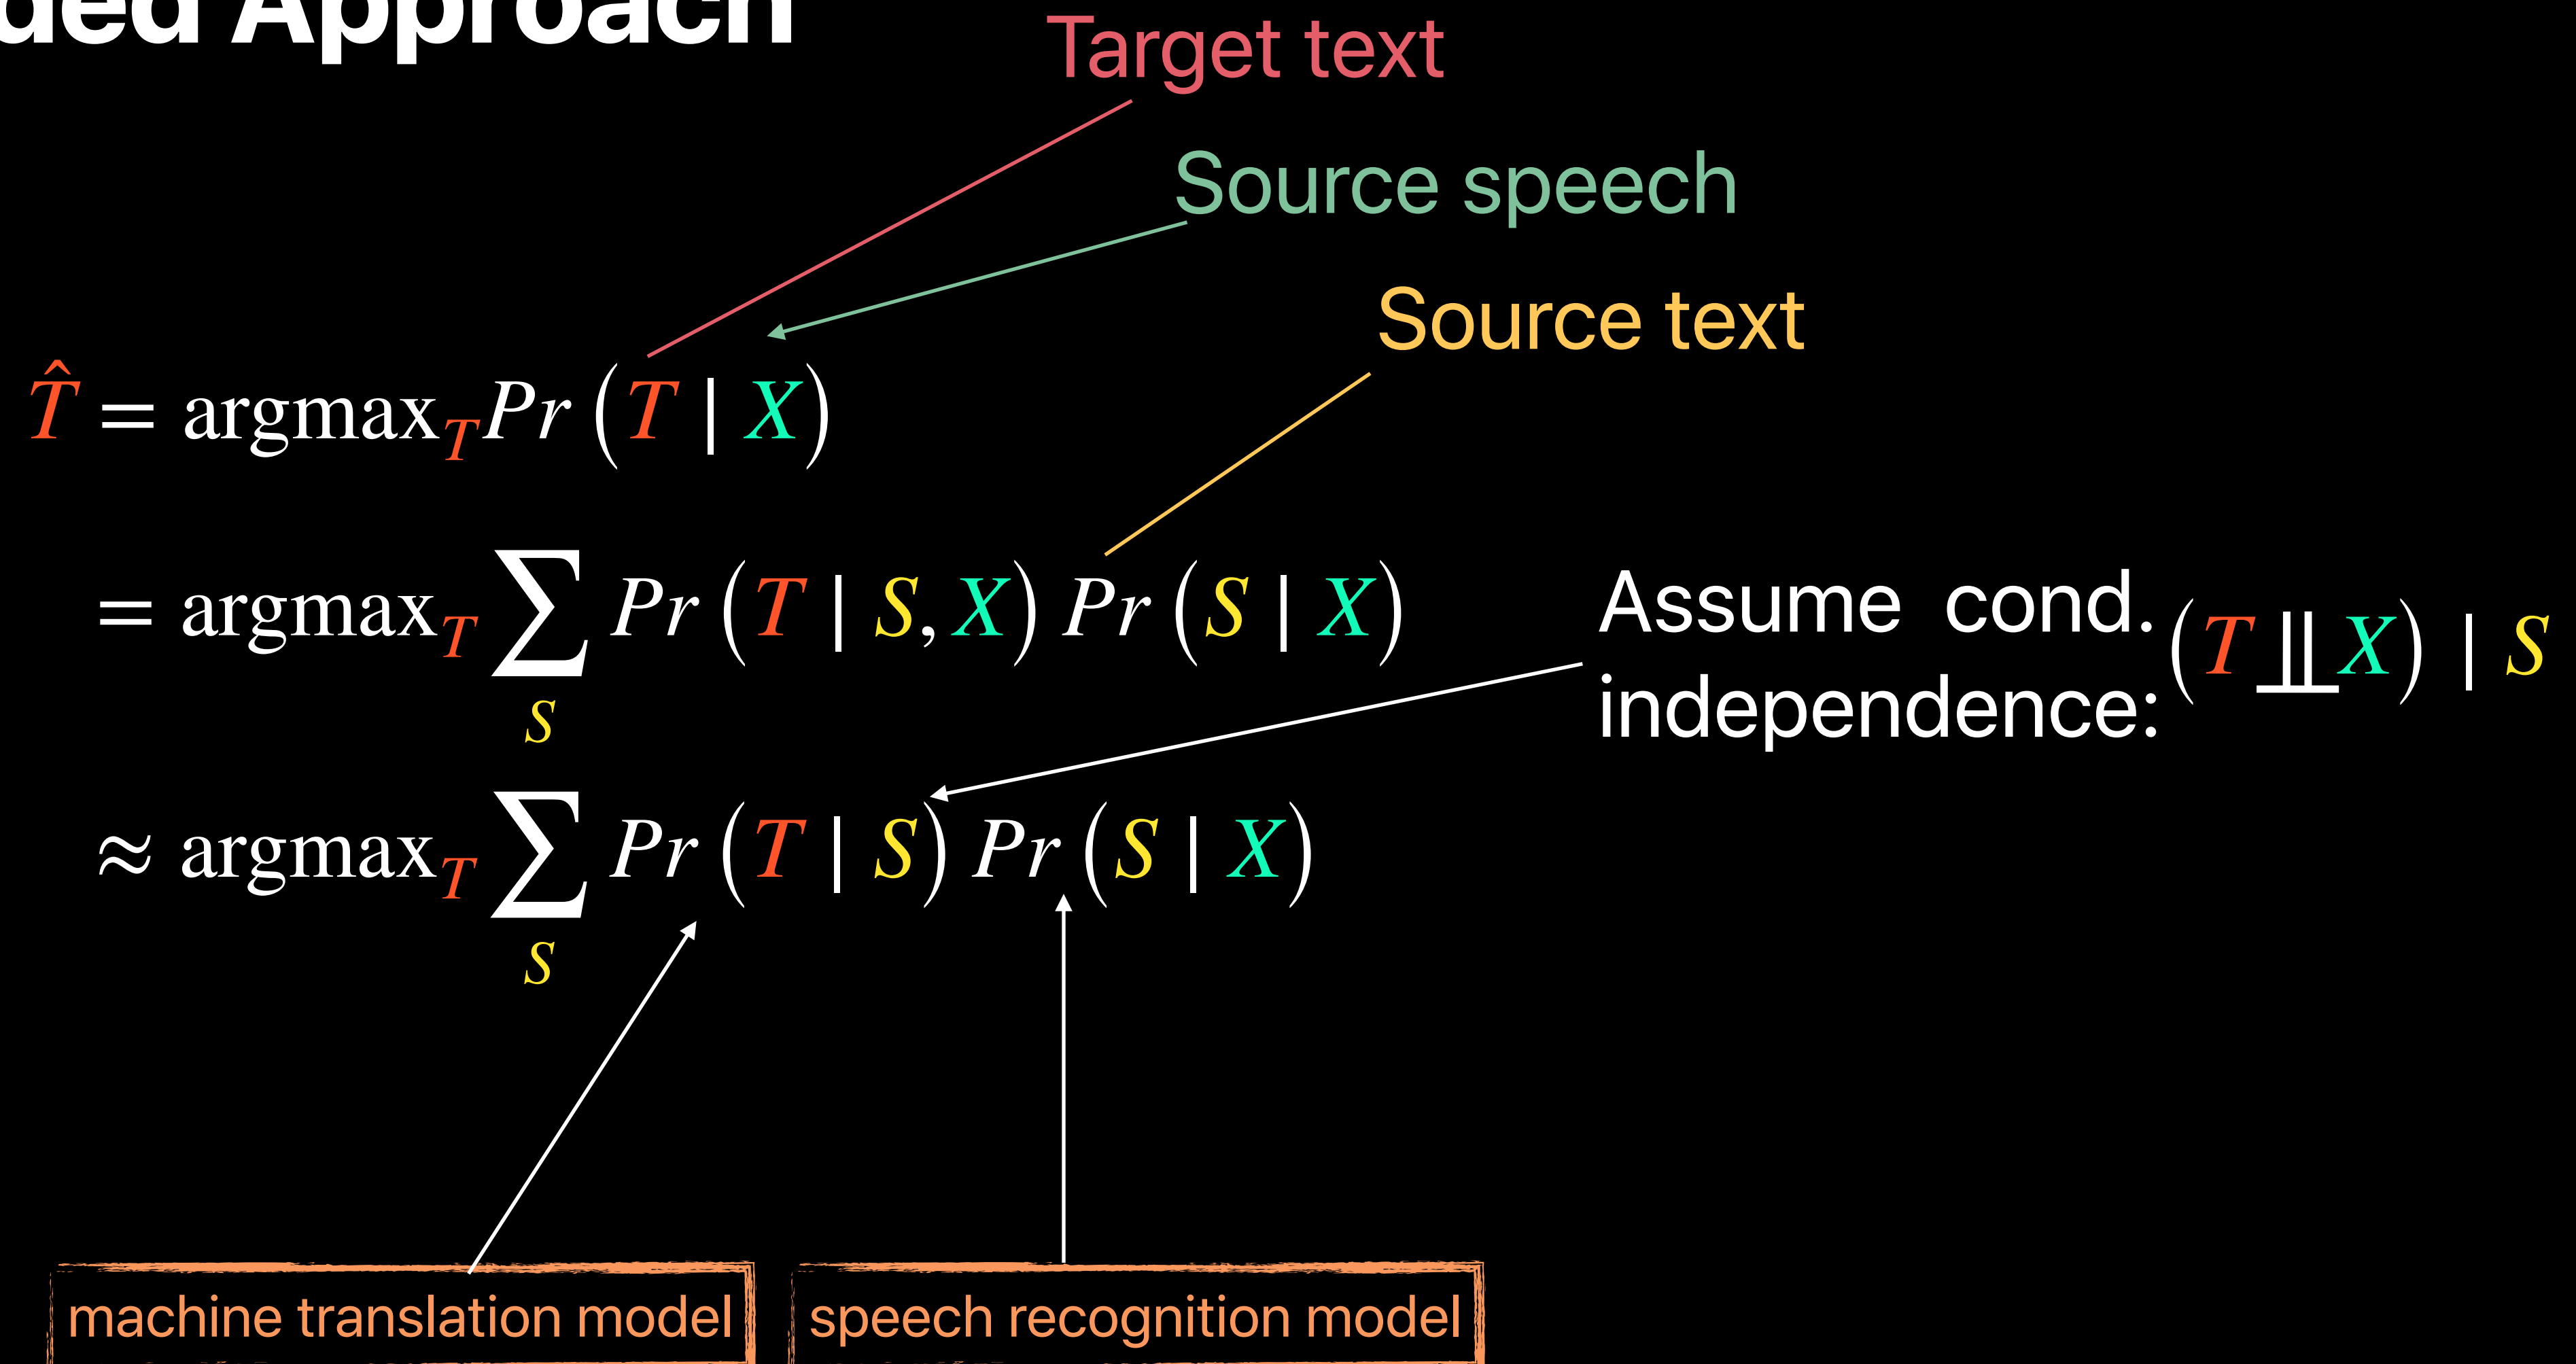 ded Approach
Target text
Source speech
Source text
T̂ = argmax_T Pr (T | X)
= argmax_T ∑_S Pr (T | S, X) Pr (S | X)
Assume cond.
independence:
(T ⫫ X) | S
≈ argmax_T ∑_S Pr (T | S) Pr (S | X)
machine translation model
speech recognition model